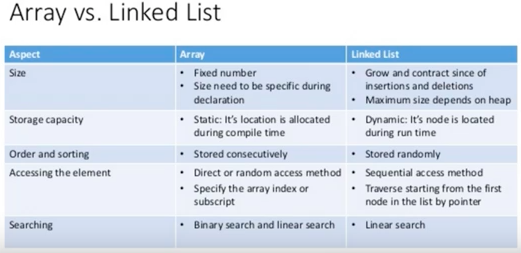 Array vs. Linked List
Aspect Array Linked List
Size
• Fixed number
• Size need to be specific during
declaration
• Grow and contract since of
insertions and deletions
• Maximum size depends on heap
Storage capacity
• Static: It's location is allocated
during compile time
• Dynamic: It's node is located
during run time
Order and sorting
• Stored consecutively
• Stored randomly
Accessing the element
• Direct or random access method
• Specify the array index or
subscript
• Sequential access method
• Traverse starting from the first
node in the list by pointer
Searching
• Binary search and linear search
• Linear search